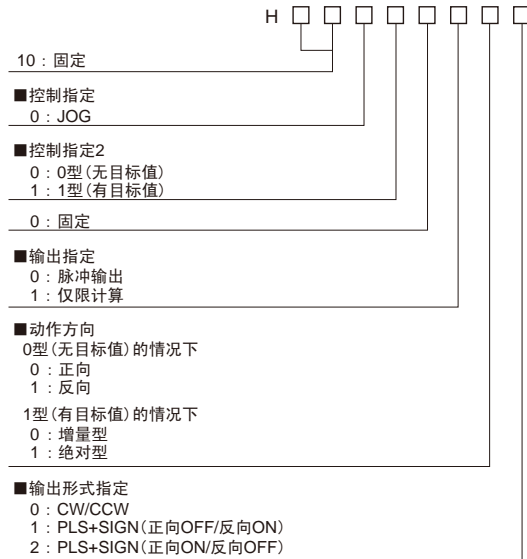 H □□□□□□□□
10：固定
■控制指定
0：JOG
■控制指定2
0：0型(无目标值)
1：1型(有目标值)
0：固定
■输出指定
0：脉冲输出
1：仅限计算
■动作方向
0型(无目标值)的情况下
0：正向
1：反向
1型(有目标值)的情况下
0：增量型
1：绝对型
■输出形式指定
0：CW/CCW
1：PLS+SIGN(正向OFF/反向ON)
2：PLS+SIGN(正向ON/反向OFF)